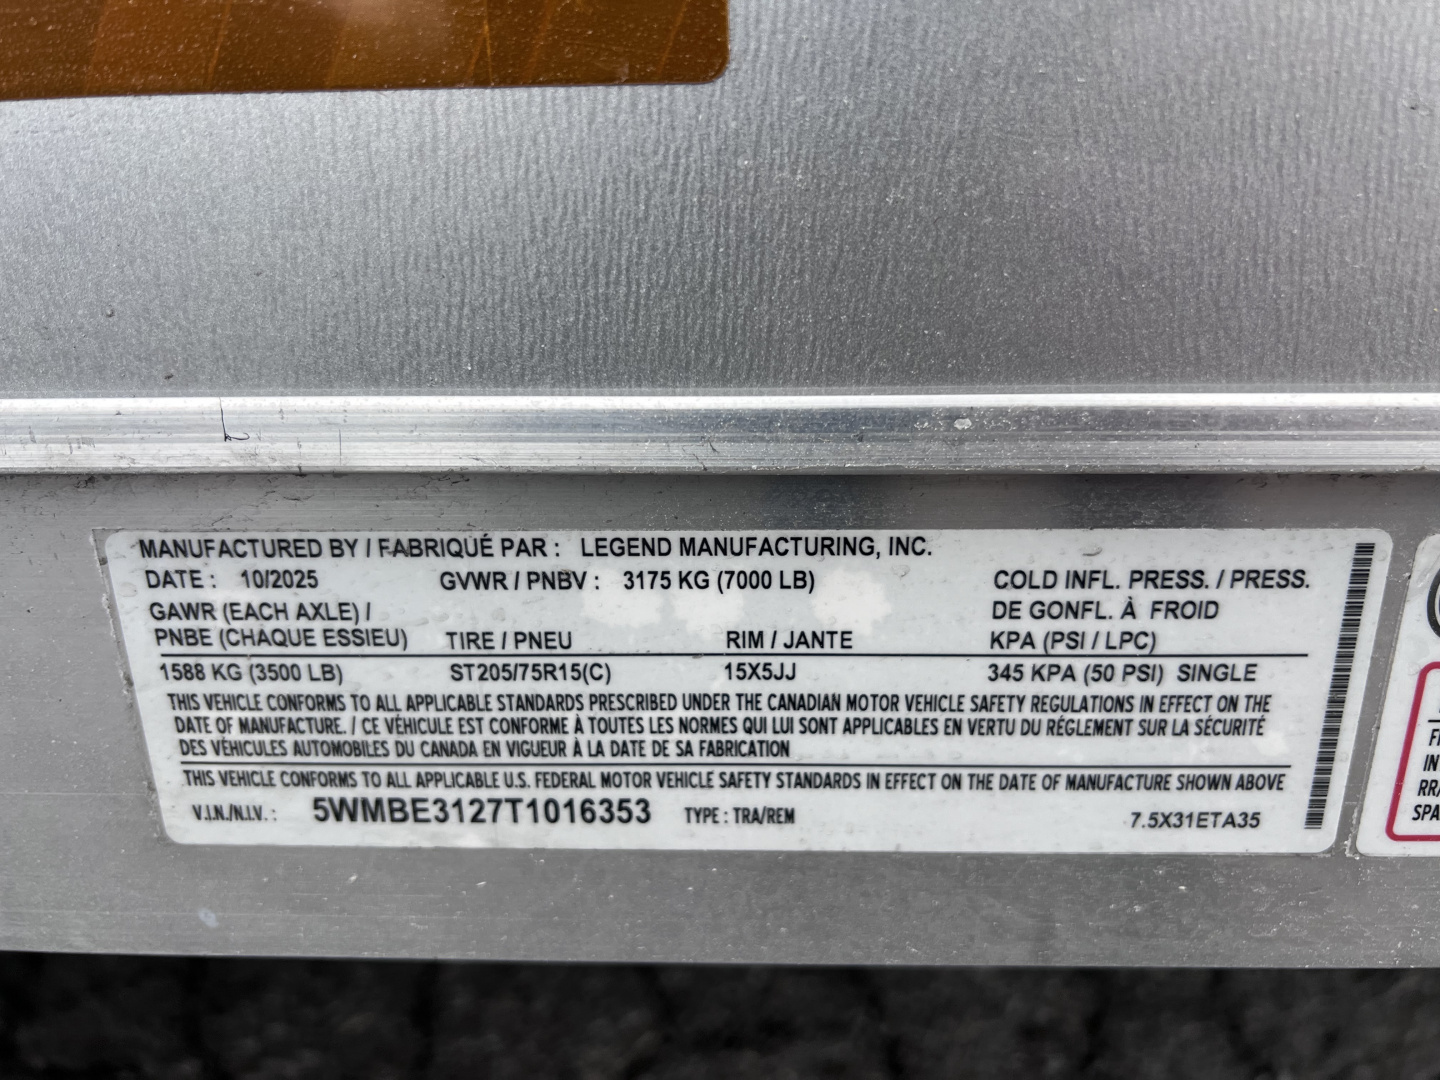 MANUFACTURED BY / FABRIQUÉ PAR : LEGEND MANUFACTURING, INC.
DATE : 10/2025 GVWR / PNBV : 3175 KG (7000 LB) COLD INFL. PRESS. / PRESS.
GAWR (EACH AXLE) / DE GONFL. À FROID
PNBE (CHAQUE ESSIEU) TIRE / PNEU RIM / JANTE KPA (PSI / LPC)
1588 KG (3500 LB) ST205/75R15(C) 15X5JJ 345 KPA (50 PSI) SINGLE
THIS VEHICLE CONFORMS TO ALL APPLICABLE STANDARDS PRESCRIBED UNDER THE CANADIAN MOTOR VEHICLE SAFETY REGULATIONS IN EFFECT ON THE
DATE OF MANUFACTURE. / CE VÉHICULE EST CONFORME À TOUTES LES NORMES QUI LUI SONT APPLICABLES EN VERTU DU RÉGLEMENT SUR LA SÉCURITÉ
DES VÉHICULES AUTOMOBILES DU CANADA EN VIGUEUR À LA DATE DE SA FABRICATION
THIS VEHICLE CONFORMS TO ALL APPLICABLE U.S. FEDERAL MOTOR VEHICLE SAFETY STANDARDS IN EFFECT ON THE DATE OF MANUFACTURE SHOWN ABOVE
V.I.N./N.I.V. : 5WMBE3127T1016353 TYPE : TRA/REM 7.5X31ETA35
IN
RR/
SPA